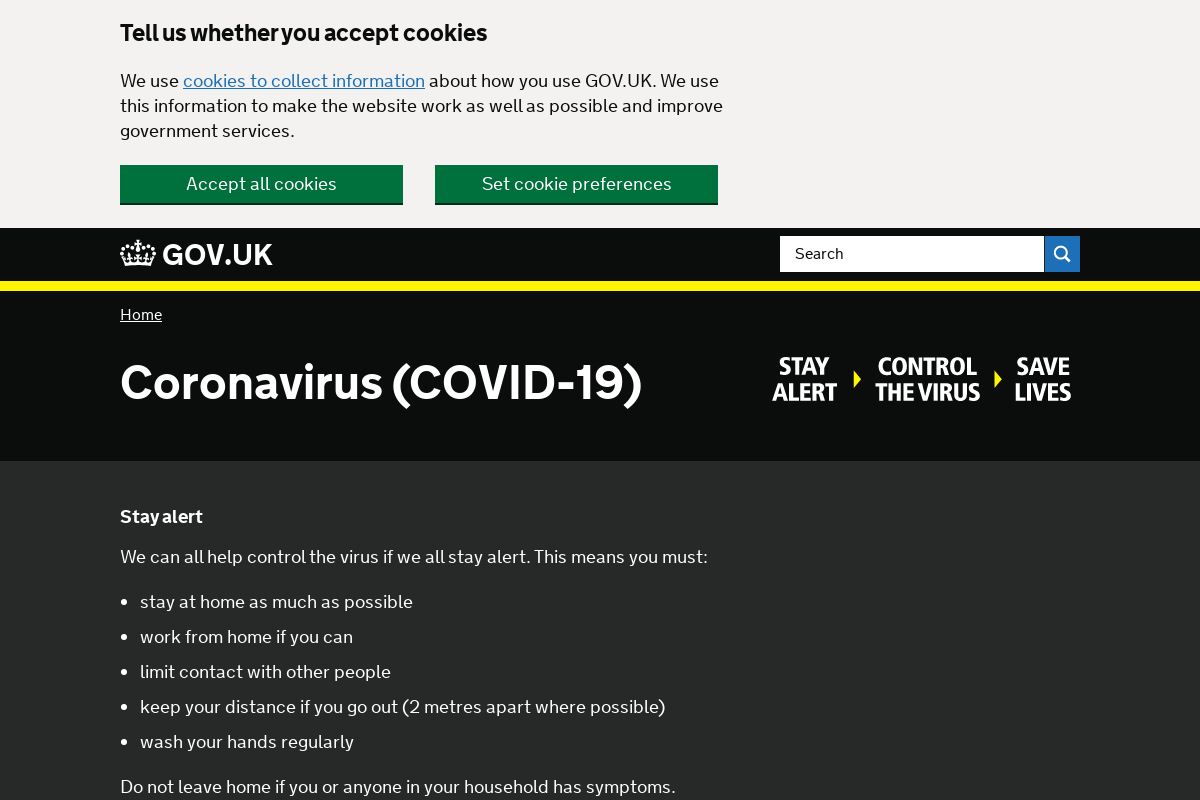 Tell us whether you accept cookies
We use cookies to collect information about how you use GOV.UK. We use
this information to make the website work as well as possible and improve
government services.
Accept all cookies
Set cookie preferences
GOV.UK
Search
Home
Coronavirus (COVID-19)
STAY ALERT
CONTROL THE VIRUS
SAVE LIVES
Stay alert
We can all help control the virus if we all stay alert. This means you must:
• stay at home as much as possible
• work from home if you can
• limit contact with other people
• keep your distance if you go out (2 metres apart where possible)
• wash your hands regularly
Do not leave home if you or anyone in your household has symptoms.